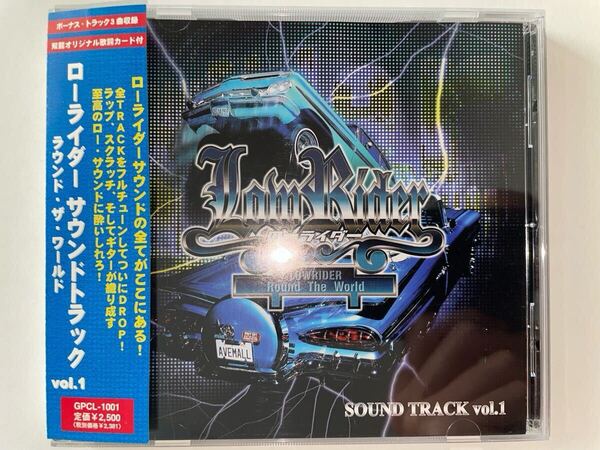 ボーナス・トラック3曲収録
宛前オリジナル歌詞カード付
ローライダー サウンドトラック
ラウンド・ザ・ワールド
vol.1
ローライダーサウンドの全てがここにある!
全TRACKをフルチューンしてついにDROP!
ラップ、スクラッチ、そしてギターが織り成す
至高のロー・サウンドに酔いしれろ!
GPCL-1001
定価¥2,500
(税別価格¥2,381)
LowRider
ローライダー
LOWRIDER
Round The World
AVEMALL
SOUND TRACK vol.1